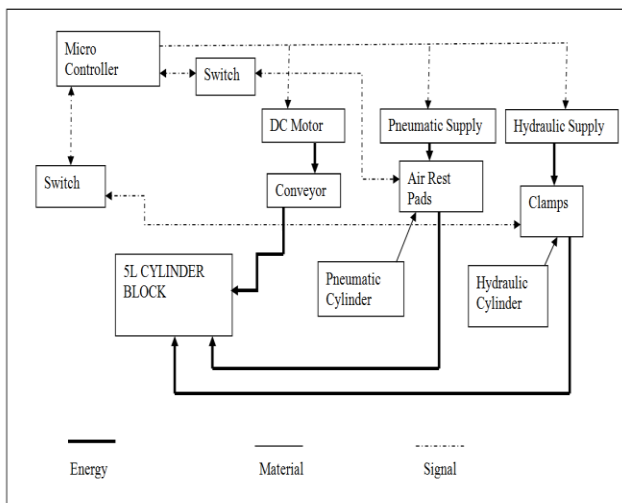 Micro
Controller
Switch
DC Motor
Pneumatic Supply
Hydraulic Supply
Switch
Conveyor
Air Rest
Pads
Clamps
5L CYLINDER
BLOCK
Pneumatic
Cylinder
Hydraulic
Cylinder
Energy
Material
Signal